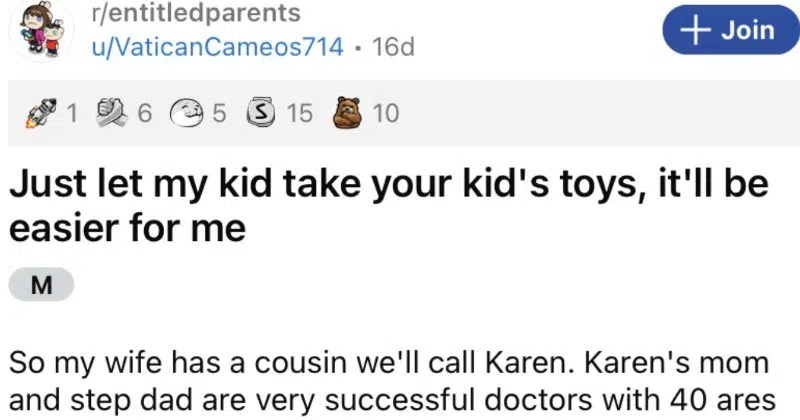 r/entitledparents
u/VaticanCameos714 • 16d
+ Join
1 6 5 S 15 10
Just let my kid take your kid's toys, it'll be
easier for me
M
So my wife has a cousin we'll call Karen. Karen's mom
and step dad are very successful doctors with 40 ares